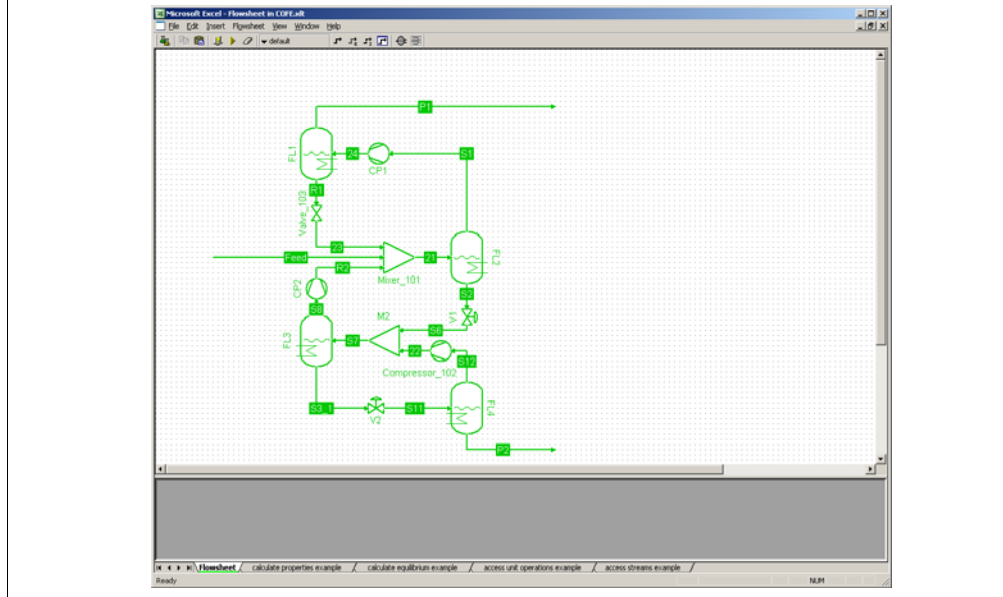 Microsoft Excel - Flowsheet in COFE.xlt
File Edit Insert Flowsheet View Window Help
default
P1
FL1
24
CP1
S1
R1
Valve_103
23
Feed
21
FL2
R2
Mixer_101
CP2
S2
S8
M2
V1
S6
FL3
S7
22
S12
Compressor_102
S3_1
V2
S11
FL4
P2
Flowsheet calculate properties example calculate equilibrium example access unit operations example access streams example
Ready NUM